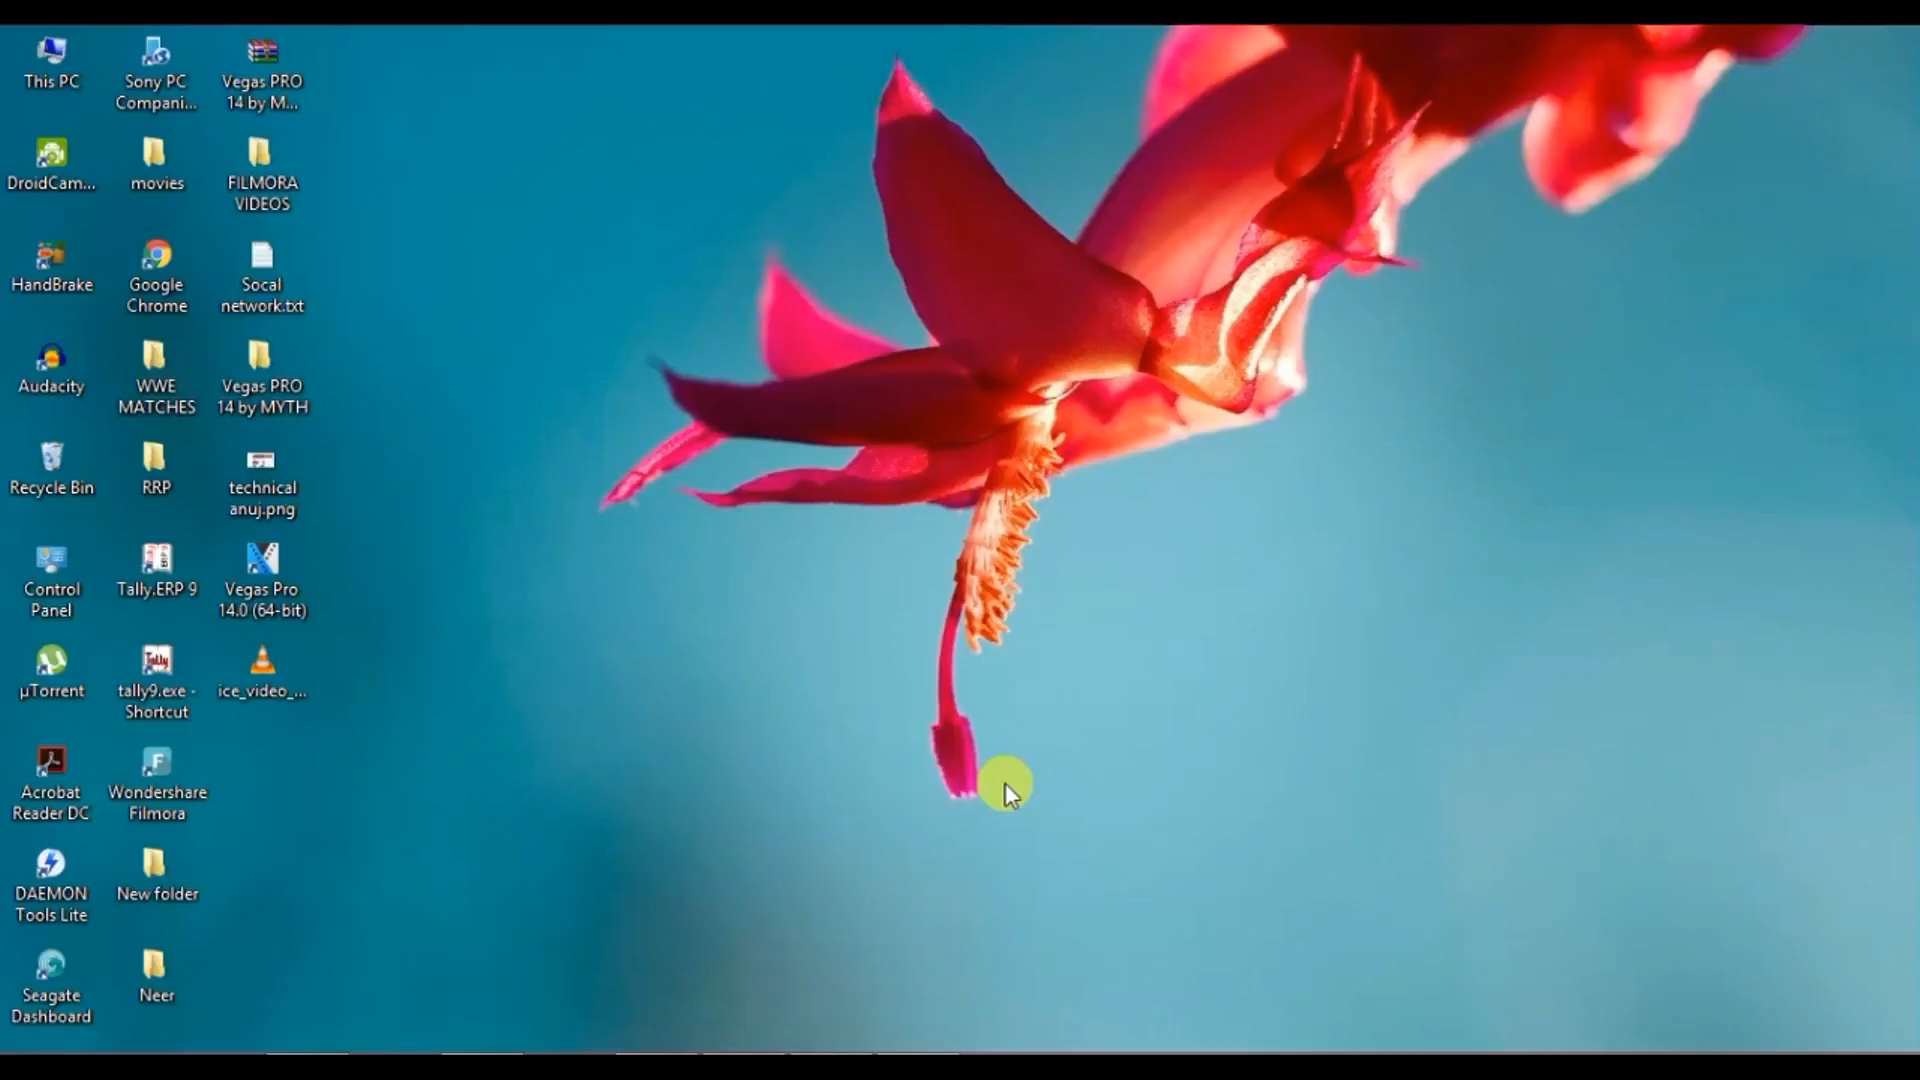 This PC
Sony PC
Compani...
Vegas PRO
14 by M...
DroidCam...
movies
FILMORA
VIDEOS
HandBrake
Google
Chrome
Socal
network.txt
Audacity
WWE
MATCHES
Vegas PRO
14 by MYTH
Recycle Bin
RRP
technical
anuj.png
Control
Panel
Tally.ERP 9
Vegas Pro
14.0 (64-bit)
µTorrent
tally9.exe -
Shortcut
ice_video_...
Acrobat
Reader DC
Wondershare
Filmora
DAEMON
Tools Lite
New folder
Seagate
Dashboard
Neer